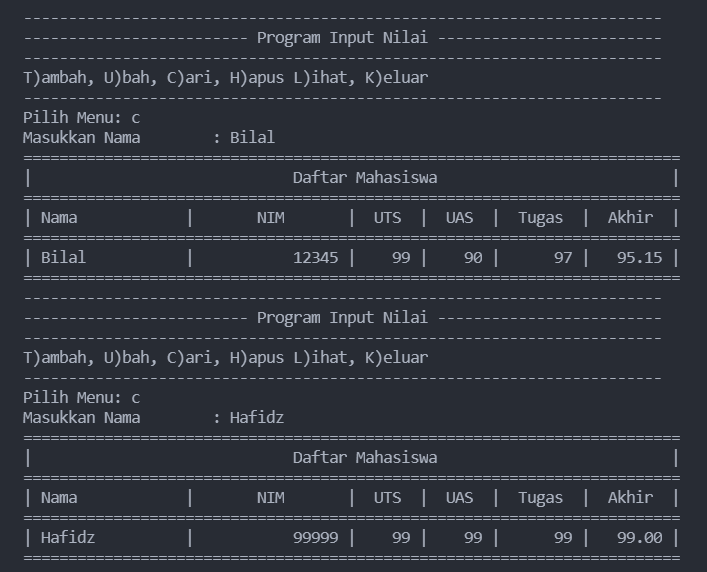 -----------------------------------------------------------------------
------------------------- Program Input Nilai -------------------------
-----------------------------------------------------------------------
T)ambah, U)bah, C)ari, H)apus L)ihat, K)eluar
-----------------------------------------------------------------------
Pilih Menu: c
Masukkan Nama        : Bilal
=========================================================================
|                             Daftar Mahasiswa                          |
=========================================================================
| Nama            |       NIM       |  UTS  |  UAS  |  Tugas  |  Akhir  |
=========================================================================
| Bilal           |           12345 |    99 |    90 |      97 |   95.15 |
=========================================================================
-----------------------------------------------------------------------
------------------------- Program Input Nilai -------------------------
-----------------------------------------------------------------------
T)ambah, U)bah, C)ari, H)apus L)ihat, K)eluar
-----------------------------------------------------------------------
Pilih Menu: c
Masukkan Nama        : Hafidz
=========================================================================
|                             Daftar Mahasiswa                          |
=========================================================================
| Nama            |       NIM       |  UTS  |  UAS  |  Tugas  |  Akhir  |
=========================================================================
| Hafidz          |           99999 |    99 |    99 |      99 |   99.00 |
=========================================================================